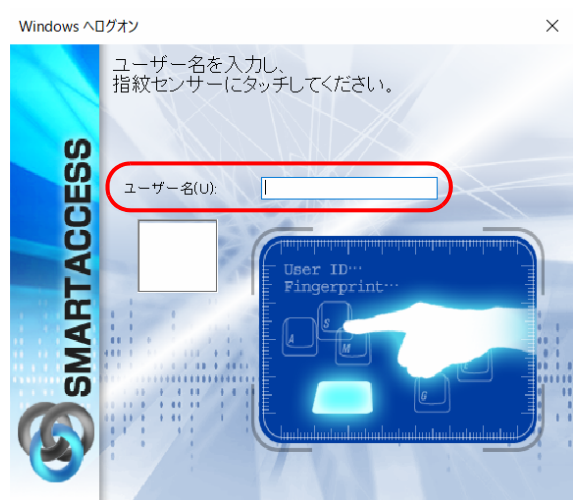 Windows へログオン
ユーザー名を入力し、
指紋センサーにタッチしてください。
SMARTACCESS
ユーザー名(U):
User ID…
Fingerprint…
S
A
M
G